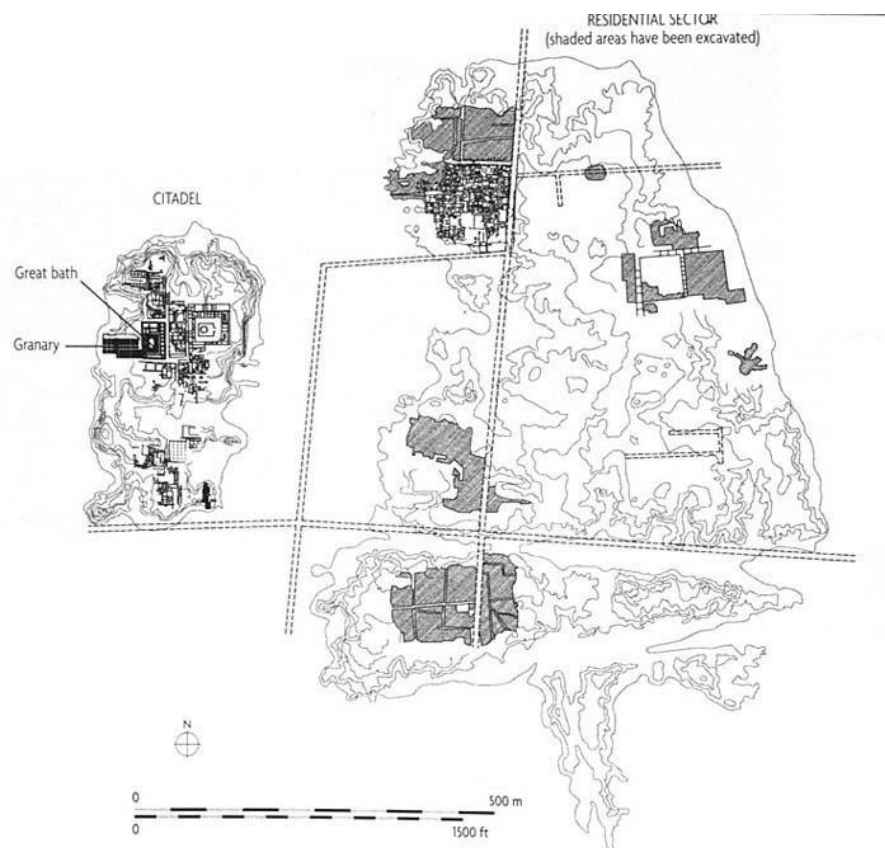 RESIDENTIAL SECTOR
(shaded areas have been excavated)
CITADEL
Great bath
Granary
N
0 500 m
0 1500 ft